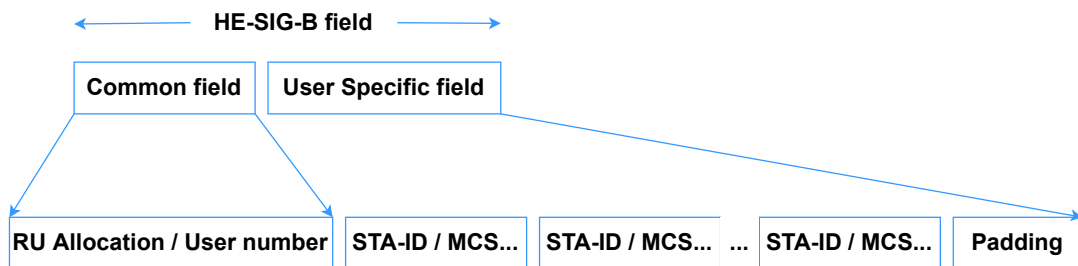 HE-SIG-B field
Common field
User Specific field
RU Allocation / User number
STA-ID / MCS...
STA-ID / MCS...
...
STA-ID / MCS...
Padding